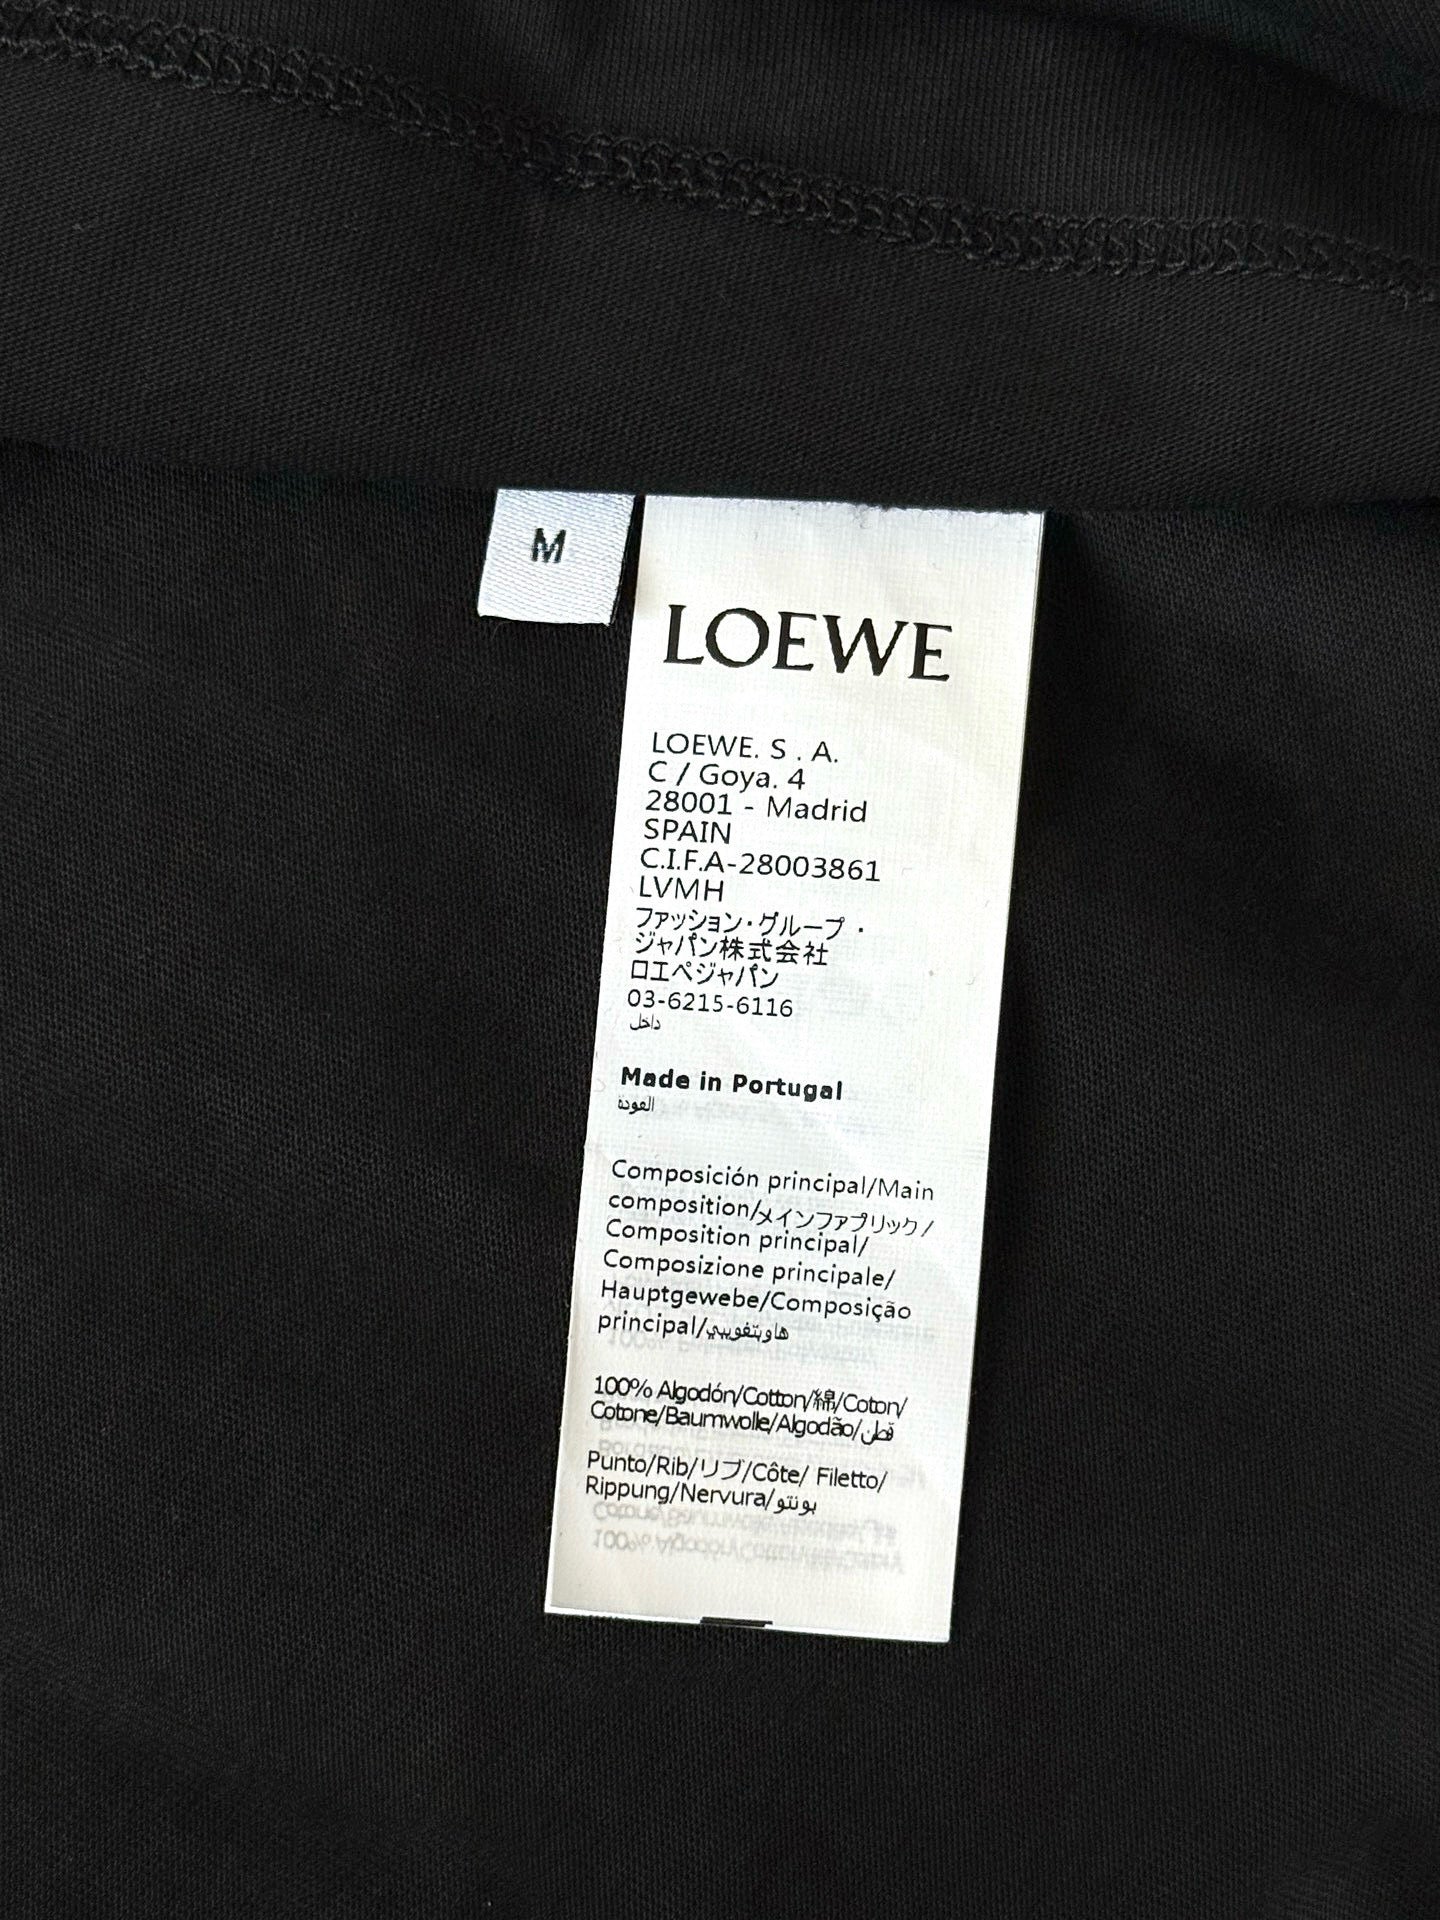 M
LOEWE
LOEWE. S . A.
C / Goya. 4
28001 - Madrid
SPAIN
C.I.F.A-28003861
LVMH
ファッション・グループ・
ジャパン株式会社
ロエベジャパン
03-6215-6116
داخل
Made in Portugal
العودة
Composición principal/Main
composition/メインファブリック/
Composition principal/
Composizione principale/
Hauptgewebe/Composição
principal/هاوبتغويبي
100% Algodón/Cotton/綿/Coton/
Cotone/Baumwolle/Algodão/قطن
Punto/Rib/リブ/Côte/ Filetto/
Rippung/Nervura/بونتو